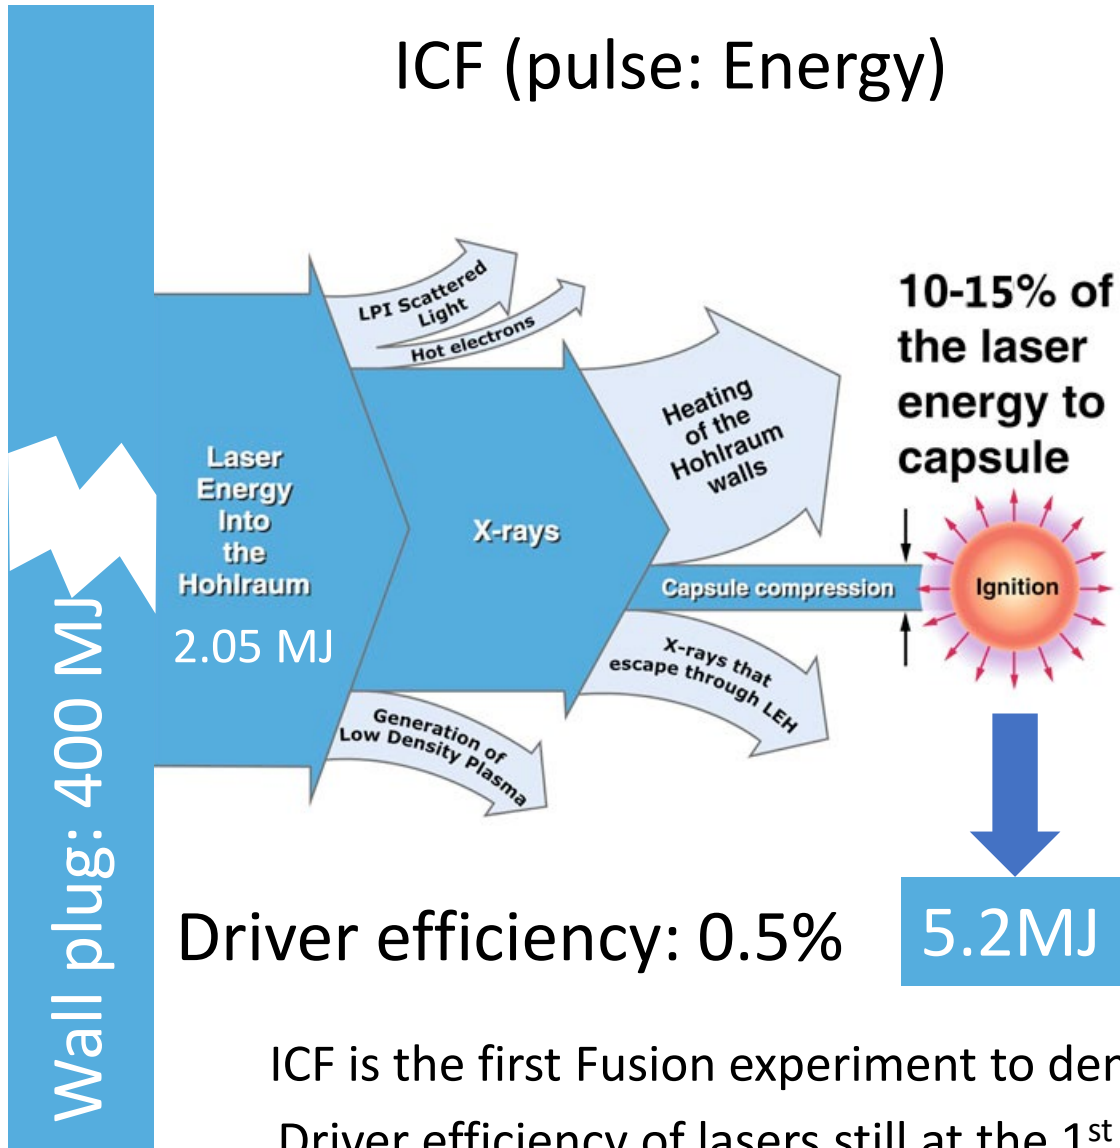 ICF (pulse: Energy)
LPI Scattered
Light
Hot electrons
10-15% of
the laser
energy to
capsule
Heating
of the
Hohlraum
walls
Laser
Energy
Into
the
Hohlraum
2.05 MJ
X-rays
Capsule compression
Ignition
X-rays that
escape through LEH
Generation of
Low Density Plasma
Wall plug: 400 MJ
Driver efficiency: 0.5%
5.2MJ
ICF is the first Fusion experiment to
Driver efficiency of lasers still at the 1st